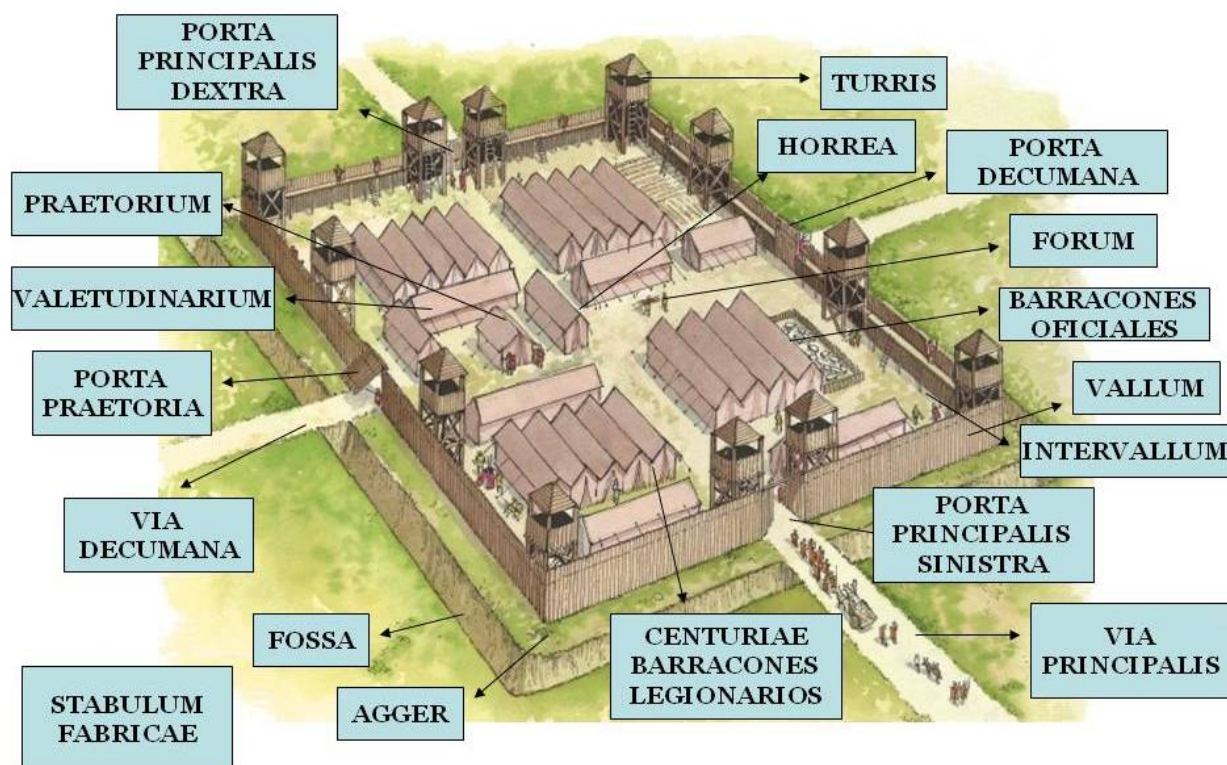 PORTA
PRINCIPALIS
DEXTRA
TURRIS
HORREA
PORTA
DECUMANA
PRAETORIUM
FORUM
VALETUDINARIUM
BARRACONES
OFICIALES
PORTA
PRAETORIA
VALLUM
INTERVALLUM
VIA
DECUMANA
PORTA
PRINCIPALIS
SINISTRA
FOSSA
CENTURIAE
BARRACONES
LEGIONARIOS
VIA
PRINCIPALIS
AGGER
STABULUM
FABRICAE